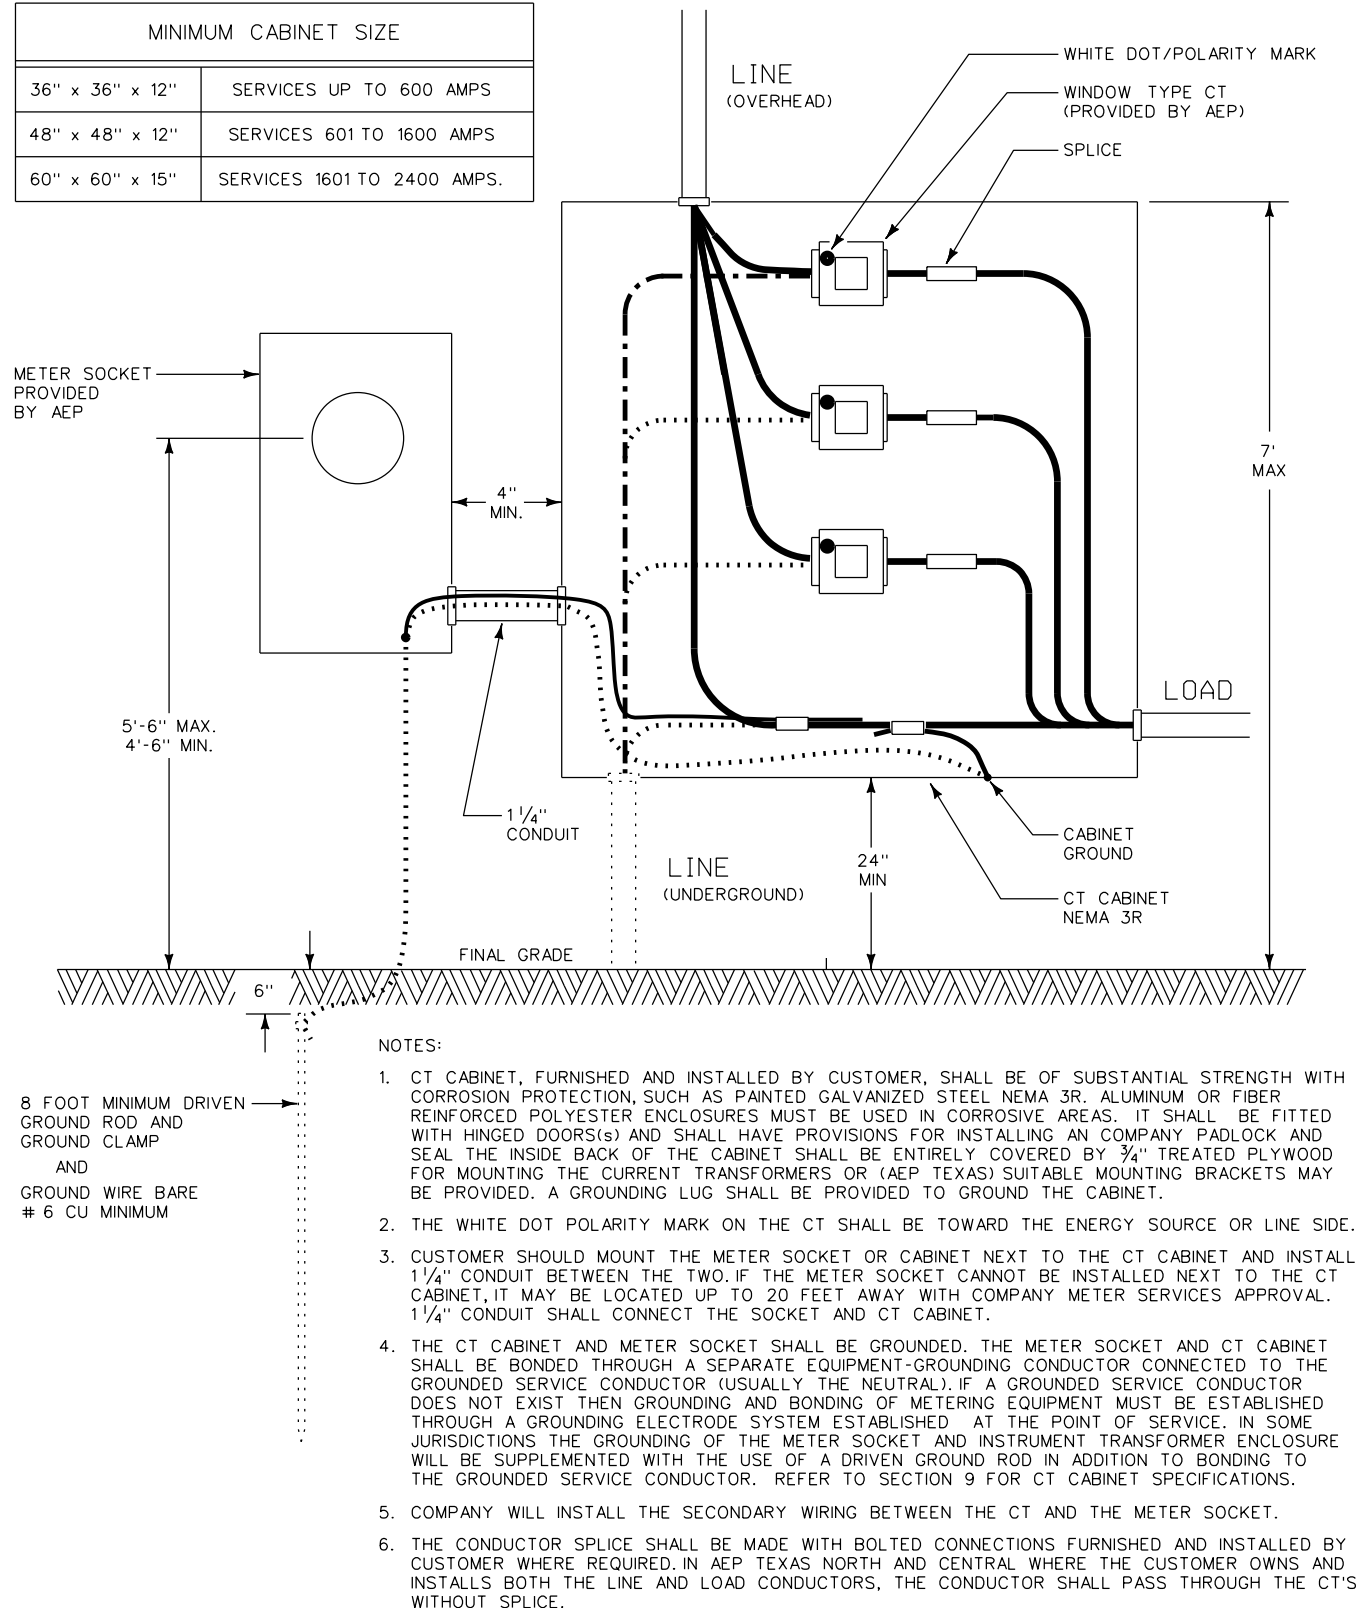 MINIMUM CABINET SIZE
36" x 36" x 12" SERVICES UP TO 600 AMPS
48" x 48" x 12" SERVICES 601 TO 1600 AMPS
60" x 60" x 15" SERVICES 1601 TO 2400 AMPS.
LINE
(OVERHEAD)
WHITE DOT/POLARITY MARK
WINDOW TYPE CT
(PROVIDED BY AEP)
SPLICE
METER SOCKET
PROVIDED
BY AEP
4"
MIN.
7'
MAX
5'-6" MAX.
4'-6" MIN.
LOAD
1 1/4"
CONDUIT
LINE
(UNDERGROUND)
24"
MIN
CABINET
GROUND
CT CABINET
NEMA 3R
FINAL GRADE
6"
8 FOOT MINIMUM DRIVEN
GROUND ROD AND
GROUND CLAMP
AND
GROUND WIRE BARE
# 6 CU MINIMUM
NOTES:
1. CT CABINET, FURNISHED AND INSTALLED BY CUSTOMER, SHALL BE OF SUBSTANTIAL STRENGTH WITH
CORROSION PROTECTION, SUCH AS PAINTED GALVANIZED STEEL NEMA 3R. ALUMINUM OR FIBER
REINFORCED POLYESTER ENCLOSURES MUST BE USED IN CORROSIVE AREAS. IT SHALL BE FITTED
WITH HINGED DOORS(s) AND SHALL HAVE PROVISIONS FOR INSTALLING AN COMPANY PADLOCK AND
SEAL THE INSIDE BACK OF THE CABINET SHALL BE ENTIRELY COVERED BY 3/4" TREATED PLYWOOD
FOR MOUNTING THE CURRENT TRANSFORMERS OR (AEP TEXAS) SUITABLE MOUNTING BRACKETS MAY
BE PROVIDED. A GROUNDING LUG SHALL BE PROVIDED TO GROUND THE CABINET.
2. THE WHITE DOT POLARITY MARK ON THE CT SHALL BE TOWARD THE ENERGY SOURCE OR LINE SIDE.
3. CUSTOMER SHOULD MOUNT THE METER SOCKET OR CABINET NEXT TO THE CT CABINET AND INSTALL
1 1/4" CONDUIT BETWEEN THE TWO. IF THE METER SOCKET CANNOT BE INSTALLED NEXT TO THE CT
CABINET, IT MAY BE LOCATED UP TO 20 FEET AWAY WITH COMPANY METER SERVICES APPROVAL.
1 1/4" CONDUIT SHALL CONNECT THE SOCKET AND CT CABINET.
4. THE CT CABINET AND METER SOCKET SHALL BE GROUNDED. THE METER SOCKET AND CT CABINET
SHALL BE BONDED THROUGH A SEPARATE EQUIPMENT-GROUNDING CONDUCTOR CONNECTED TO THE
GROUNDED SERVICE CONDUCTOR (USUALLY THE NEUTRAL). IF A GROUNDED SERVICE CONDUCTOR
DOES NOT EXIST THEN GROUNDING AND BONDING OF METERING EQUIPMENT MUST BE ESTABLISHED
THROUGH A GROUNDING ELECTRODE SYSTEM ESTABLISHED AT THE POINT OF SERVICE. IN SOME
JURISDICTIONS THE GROUNDING OF THE METER SOCKET AND INSTRUMENT TRANSFORMER ENCLOSURE
WILL BE SUPPLEMENTED WITH THE USE OF A DRIVEN GROUND ROD IN ADDITION TO BONDING TO
THE GROUNDED SERVICE CONDUCTOR. REFER TO SECTION 9 FOR CT CABINET SPECIFICATIONS.
5. COMPANY WILL INSTALL THE SECONDARY WIRING BETWEEN THE CT AND THE METER SOCKET.
6. THE CONDUCTOR SPLICE SHALL BE MADE WITH BOLTED CONNECTIONS FURNISHED AND INSTALLED BY
CUSTOMER WHERE REQUIRED. IN AEP TEXAS NORTH AND CENTRAL WHERE THE CUSTOMER OWNS AND
INSTALLS BOTH THE LINE AND LOAD CONDUCTORS, THE CONDUCTOR SHALL PASS THROUGH THE CT'S
WITHOUT SPLICE.